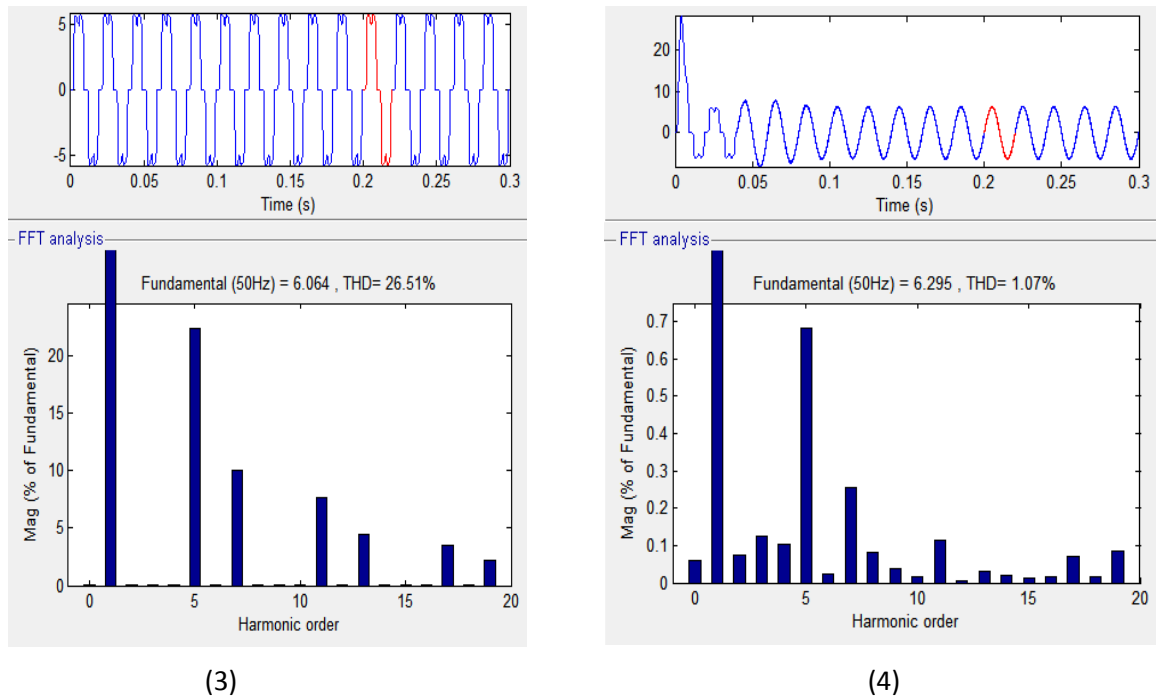 5
0
-5
0 0.05 0.1 0.15 0.2 0.25 0.3
Time (s)
FFT analysis
Fundamental (50Hz) = 6.064 , THD= 26.51%
Mag (% of Fundamental)
20
15
10
5
0
0 5 10 15 20
Harmonic order
(3)
20
10
0
0 0.05 0.1 0.15 0.2 0.25 0.3
Time (s)
FFT analysis
Fundamental (50Hz) = 6.295 , THD= 1.07%
Mag (% of Fundamental)
0.7
0.6
0.5
0.4
0.3
0.2
0.1
0
0 5 10 15 20
Harmonic order
(4)